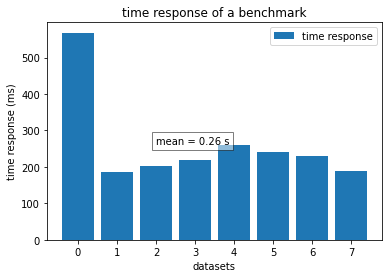 time response of a benchmark
time response
time response (ms)
500
400
300
200
100
0
mean = 0.26 s
0 1 2 3 4 5 6 7
datasets